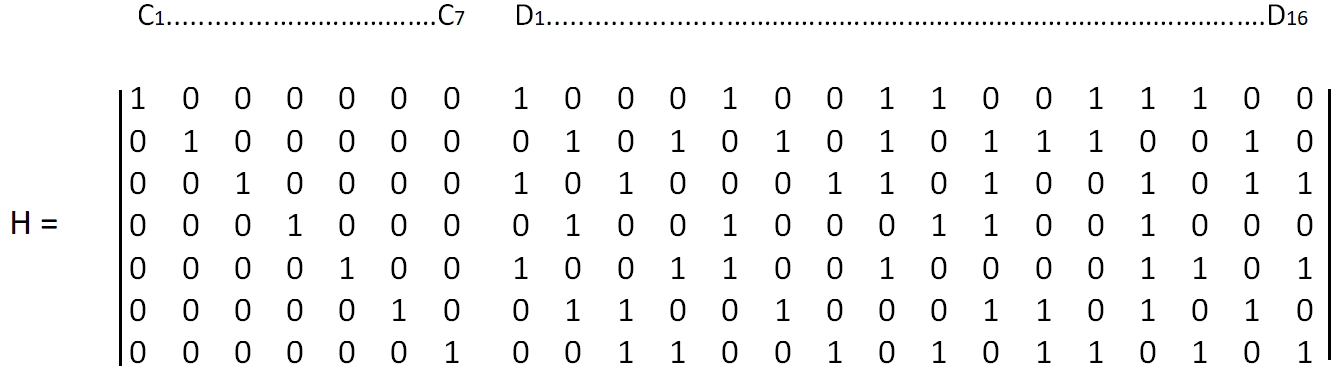 C1..........................................C7 D1..............................................................................................................D16
1 0 0 0 0 0 0 1 0 0 0 1 0 0 1 1 0 0 1 1 1 0 0
0 1 0 0 0 0 0 0 1 0 1 0 1 0 1 0 1 1 1 0 0 1 0
0 0 1 0 0 0 0 1 0 1 0 0 0 1 1 0 1 0 0 1 0 1 1
H = 0 0 0 1 0 0 0 0 1 0 0 1 0 0 0 1 1 0 0 1 0 0 0
0 0 0 0 1 0 0 1 0 0 1 1 0 0 1 0 0 0 0 1 1 0 1
0 0 0 0 0 1 0 0 1 1 0 0 1 0 0 0 1 1 0 1 0 1 0
0 0 0 0 0 0 1 0 0 1 1 0 0 1 0 1 0 1 1 0 1 0 1